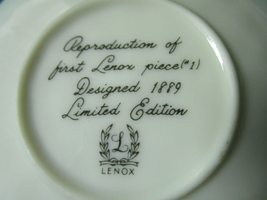 Reproduction of
first Lenox piece(#1)
Designed 1889
Limited Edition
L
LENOX